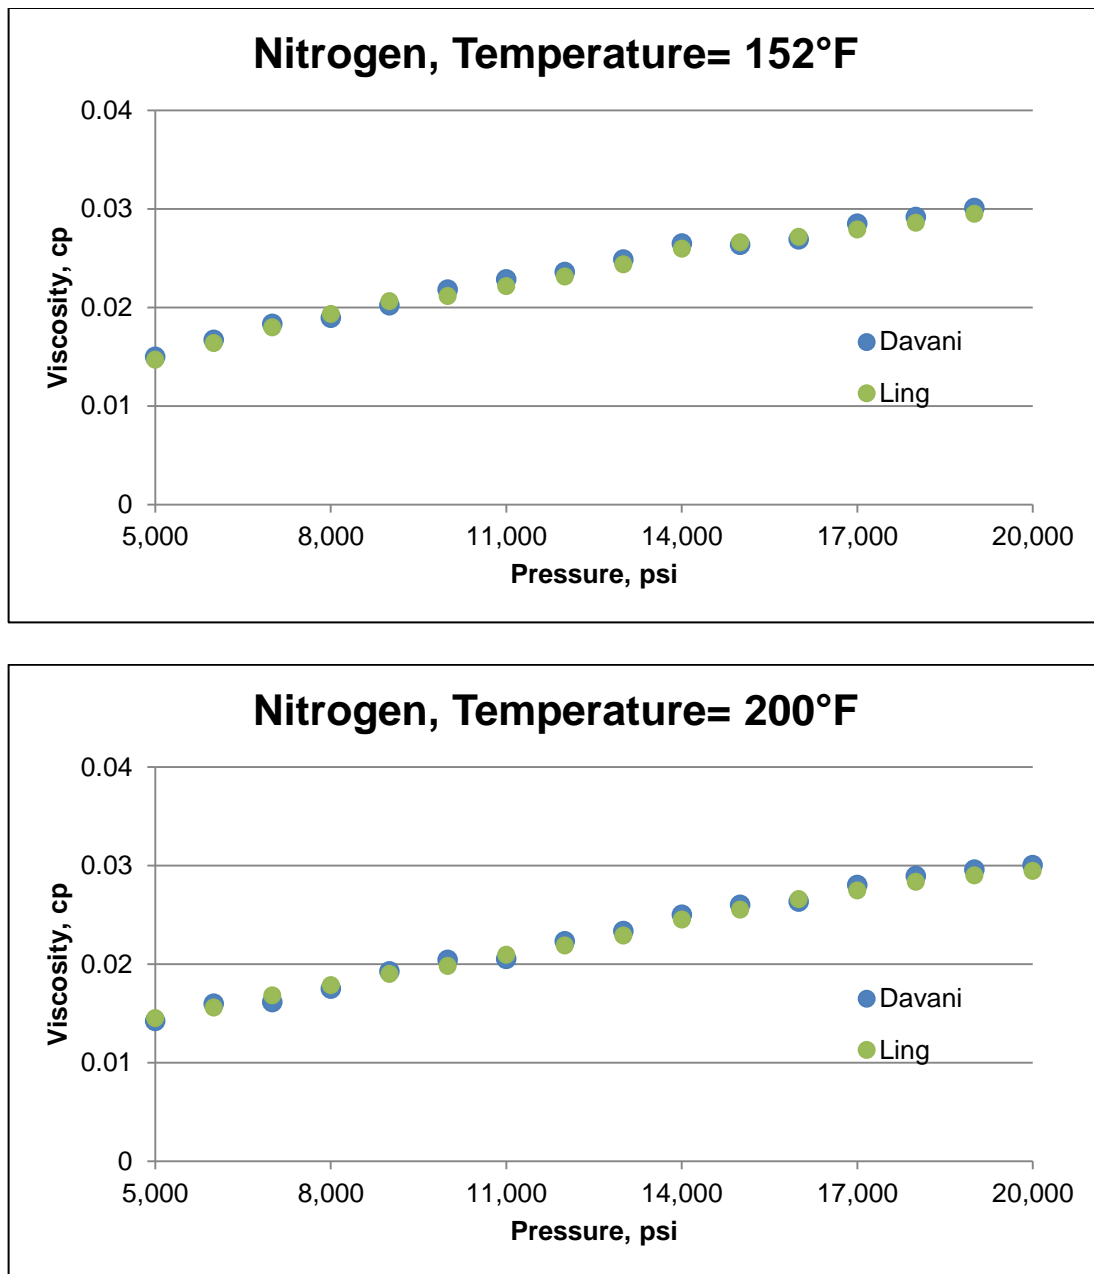 Nitrogen, Temperature= 152°F
0.04
0.03
0.02
0.01
0
Viscosity, cp
Davani
Ling
5,000 8,000 11,000 14,000 17,000 20,000
Pressure, psi
Nitrogen, Temperature= 200°F
0.04
0.03
0.02
0.01
0
Viscosity, cp
Davani
Ling
5,000 8,000 11,000 14,000 17,000 20,000
Pressure, psi